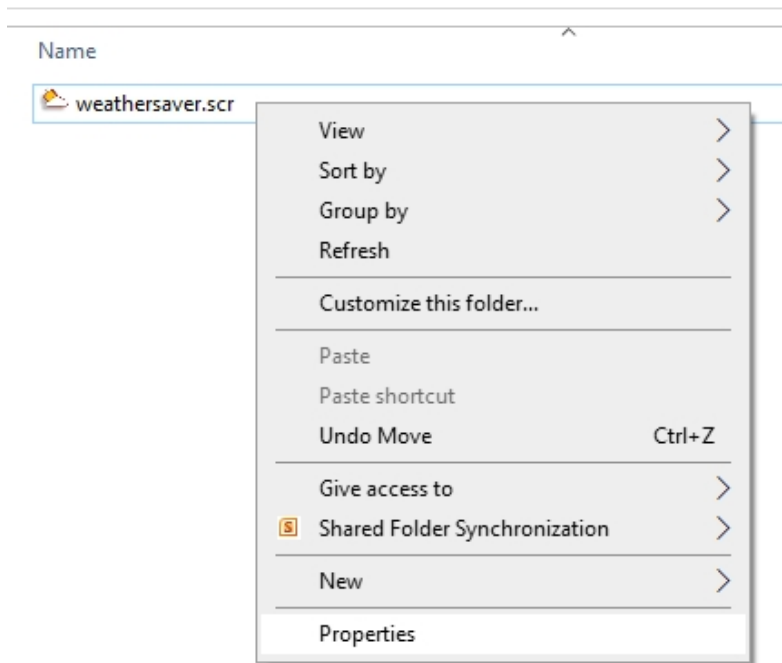 Name
weathersaver.scr
View
Sort by
Group by
Refresh
Customize this folder...
Paste
Paste shortcut
Undo Move Ctrl+Z
Give access to
S Shared Folder Synchronization
New
Properties